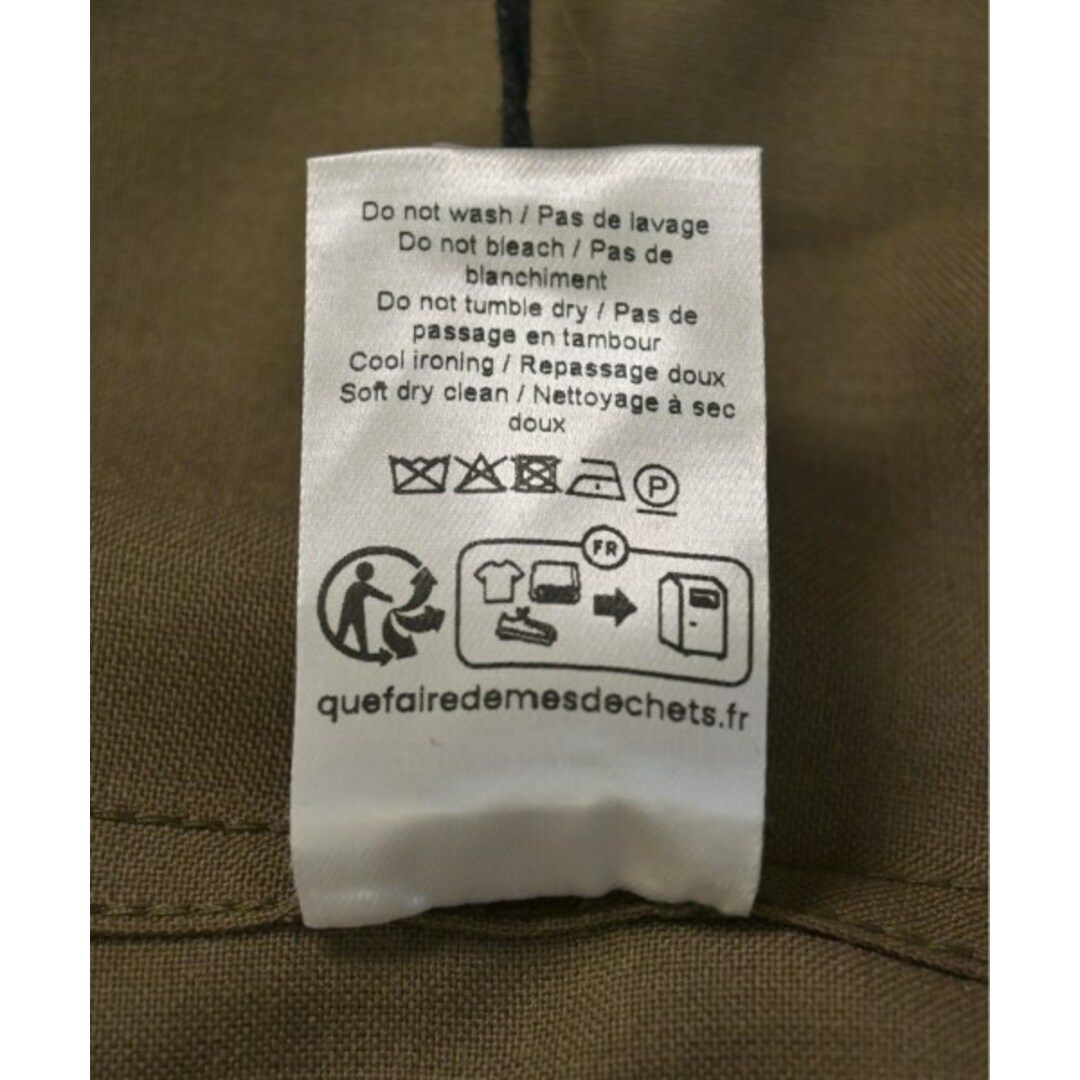 Do not wash / Pas de lavage
Do not bleach / Pas de
blanchiment
Do not tumble dry / Pas de
passage en tambour
Cool ironing / Repassage doux
Soft dry clean / Nettoyage à sec
doux
P
FR
quefairedemesdechets.fr